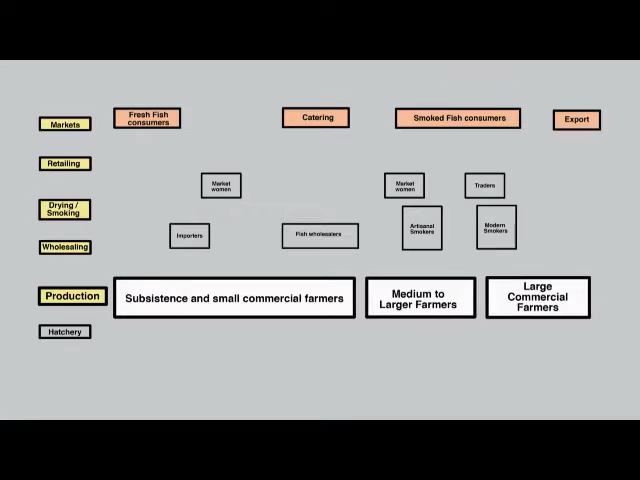 Markets
Fresh Fish
consumers
Catering
Smoked Fish consumers
Export
Retailing
Market
women
Market
women
Traders
Drying /
Smoking
Artisanal
Smokers
Modern
Smokers
Wholesaling
Importers
Fish wholesalers
Production
Subsistence and small commercial farmers
Medium to
Larger Farmers
Large
Commercial
Farmers
Hatchery